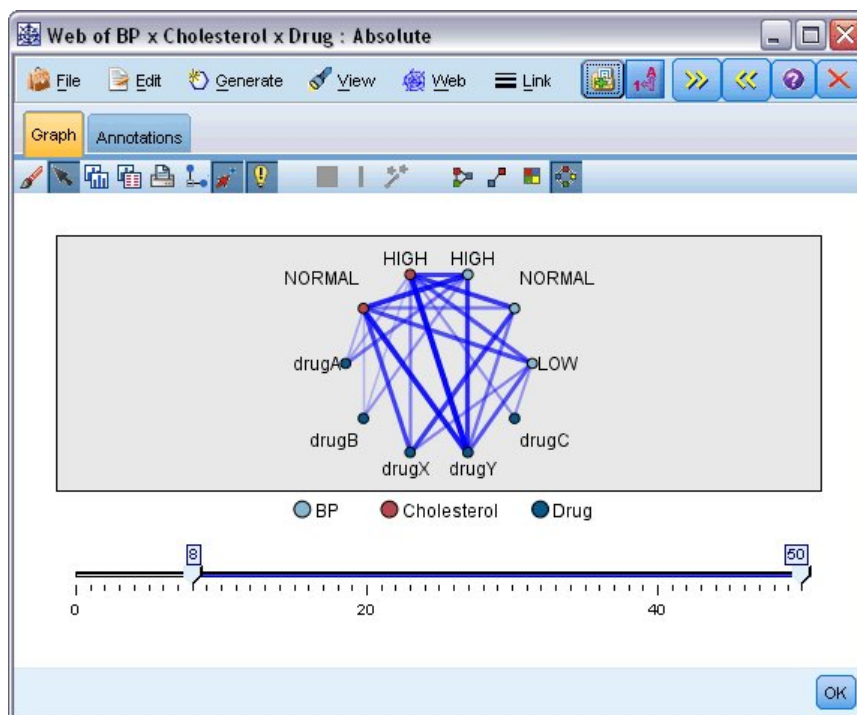 Web of BP x Cholesterol x Drug : Absolute
File Edit Generate View Web Link
Graph Annotations
HIGH HIGH
NORMAL NORMAL
drugA LOW
drugB drugC
drugX drugY
BP Cholesterol Drug
8 50
0 20 40
OK